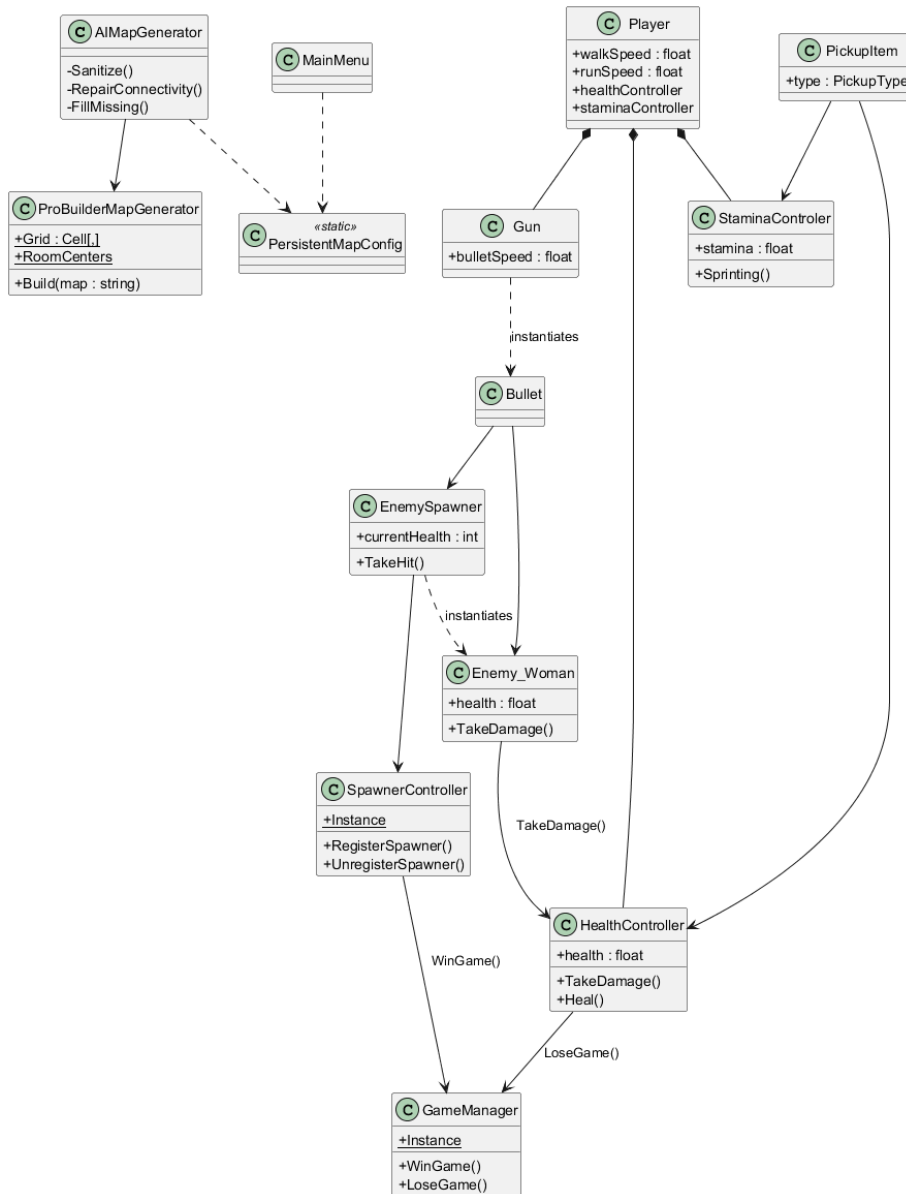 C AIMapGenerator
-Sanitize()
-RepairConnectivity()
-FillMissing()
C MainMenu
C Player
+walkSpeed : float
+runSpeed : float
+healthController
+staminaController
C PickupItem
+type : PickupType
C ProBuilderMapGenerator
+Grid : Cell[,]
+RoomCenters
+Build(map : string)
C «static»
PersistentMapConfig
C Gun
+bulletSpeed : float
C StaminaControler
+stamina : float
+Sprinting()
instantiates
C Bullet
C EnemySpawner
+currentHealth : int
+TakeHit()
instantiates
C Enemy_Woman
+health : float
+TakeDamage()
C SpawnerController
+Instance
+RegisterSpawner()
+UnregisterSpawner()
TakeDamage()
C HealthController
+health : float
+TakeDamage()
+Heal()
WinGame()
LoseGame()
C GameManager
+Instance
+WinGame()
+LoseGame()